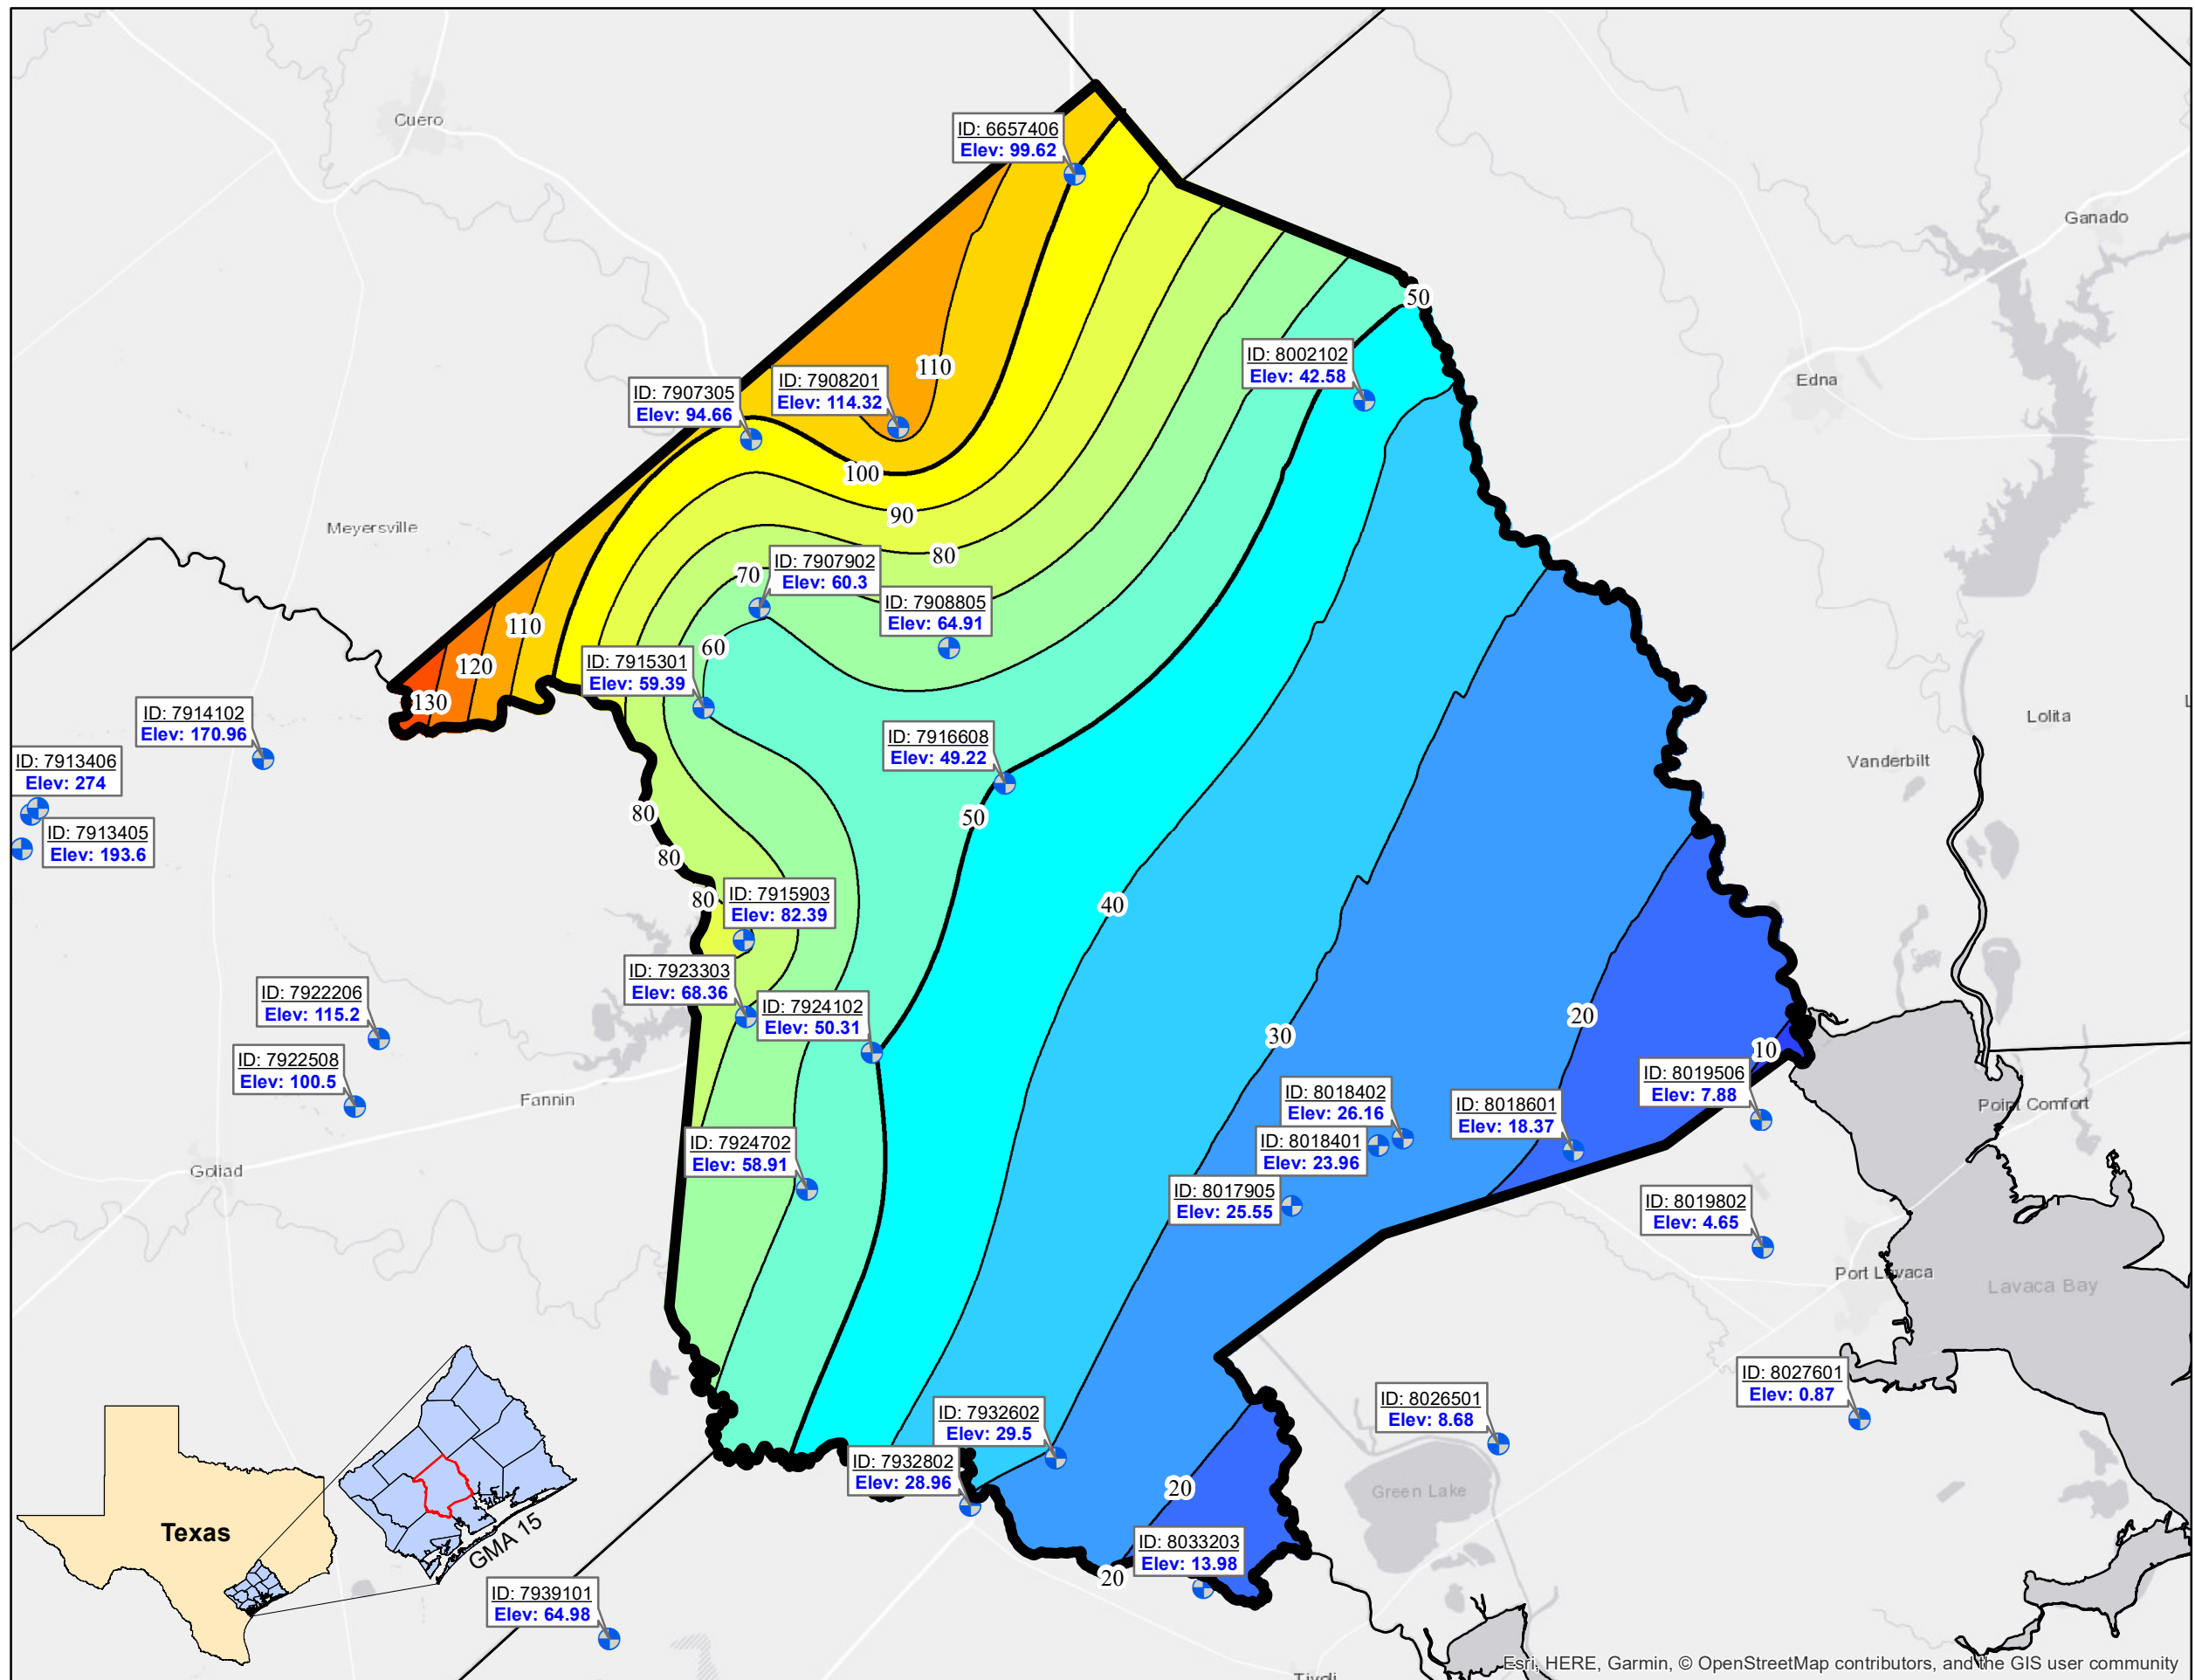 Cuero
ID: 6657406
Elev: 99.62
Ganado
50
ID: 8002102
Elev: 42.58
110
ID: 7907305
Elev: 94.66
ID: 7908201
Elev: 114.32
Edna
100
90
Meyersville
80
70
ID: 7907902
Elev: 60.3
ID: 7908805
Elev: 64.91
110
60
120
ID: 7915301
Elev: 59.39
130
ID: 7914102
Elev: 170.96
Lolita
ID: 7916608
Elev: 49.22
Vanderbilt
ID: 7913406
Elev: 274
80
50
ID: 7913405
Elev: 193.6
80
80
ID: 7915903
Elev: 82.39
40
ID: 7923303
Elev: 68.36
ID: 7922206
Elev: 115.2
ID: 7924102
Elev: 50.31
20
30
10
ID: 7922508
Elev: 100.5
Fannin
ID: 8018402
Elev: 26.16
ID: 8018601
Elev: 18.37
ID: 8019506
Elev: 7.88
Point Comfort
ID: 7924702
Elev: 58.91
ID: 8018401
Elev: 23.96
Goliad
ID: 8017905
Elev: 25.55
ID: 8019802
Elev: 4.65
Port Lavaca
Lavaca Bay
ID: 8027601
Elev: 0.87
ID: 8026501
Elev: 8.68
ID: 7932602
Elev: 29.5
ID: 7932802
Elev: 28.96
20
Green Lake
Texas
GMA 15
ID: 8033203
Elev: 13.98
20
ID: 7939101
Elev: 64.98
Tivoli
Esri, HERE, Garmin, © OpenStreetMap contributors, and the GIS user community